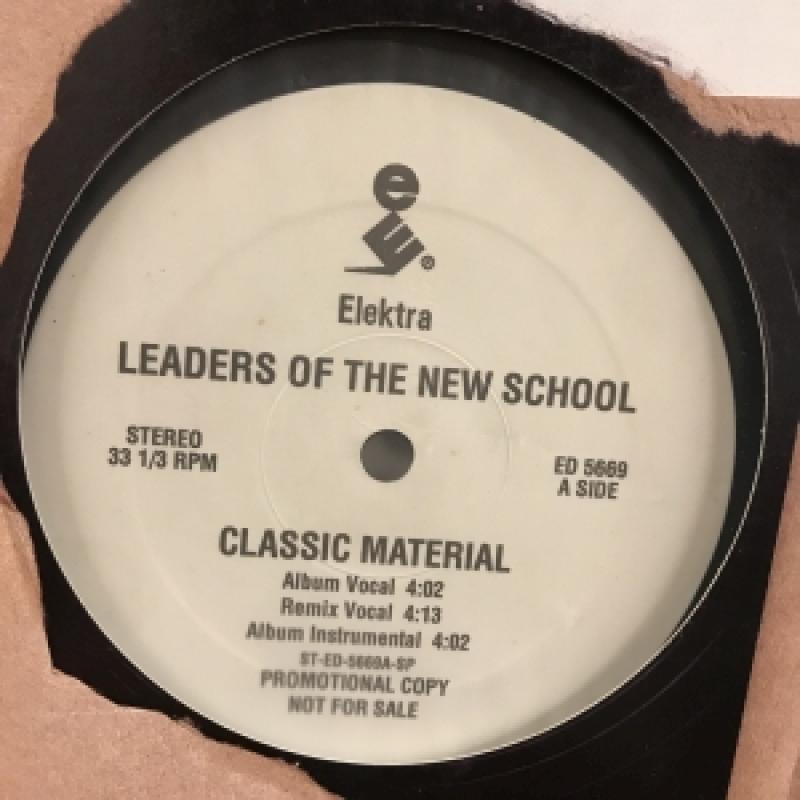 Elektra
LEADERS OF THE NEW SCHOOL
STEREO
33 1/3 RPM
ED 5669
A SIDE
CLASSIC MATERIAL
Album Vocal 4:02
Remix Vocal 4:13
Album Instrumental 4:02
ST-ED-5669A-SP
PROMOTIONAL COPY
NOT FOR SALE